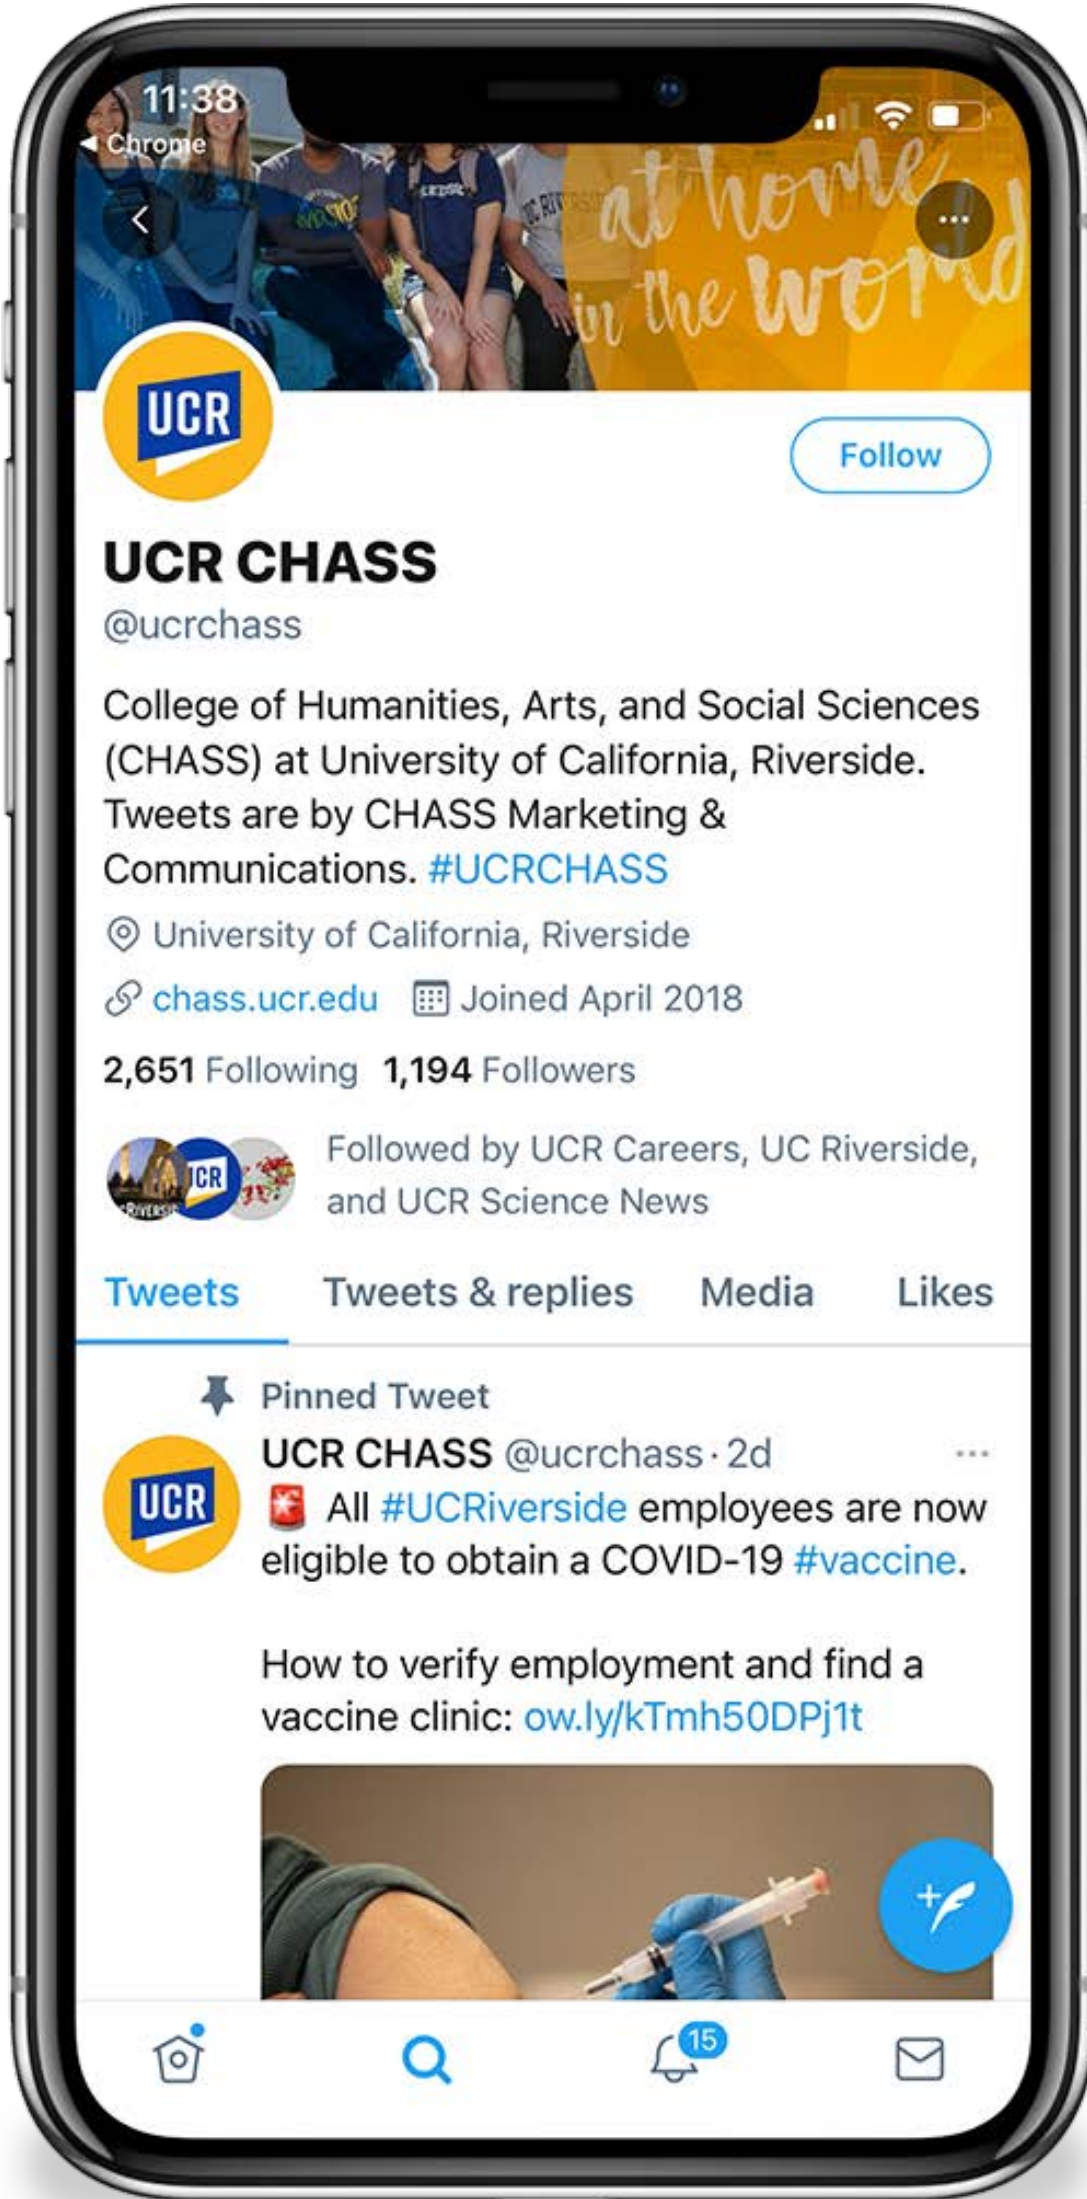 11:38
Chrome
at home
in the world
UCR
Follow
UCR CHASS
@ucrchass
College of Humanities, Arts, and Social Sciences
(CHASS) at University of California, Riverside.
Tweets are by CHASS Marketing &
Communications. #UCRCHASS
University of California, Riverside
chass.ucr.edu Joined April 2018
2,651 Following 1,194 Followers
Followed by UCR Careers, UC Riverside,
and UCR Science News
Tweets Tweets & replies Media Likes
Pinned Tweet
UCR CHASS @ucrchass · 2d
UCR
All #UCRiverside employees are now
eligible to obtain a COVID-19 #vaccine.
How to verify employment and find a
vaccine clinic: ow.ly/kTmh50DPj1t
15